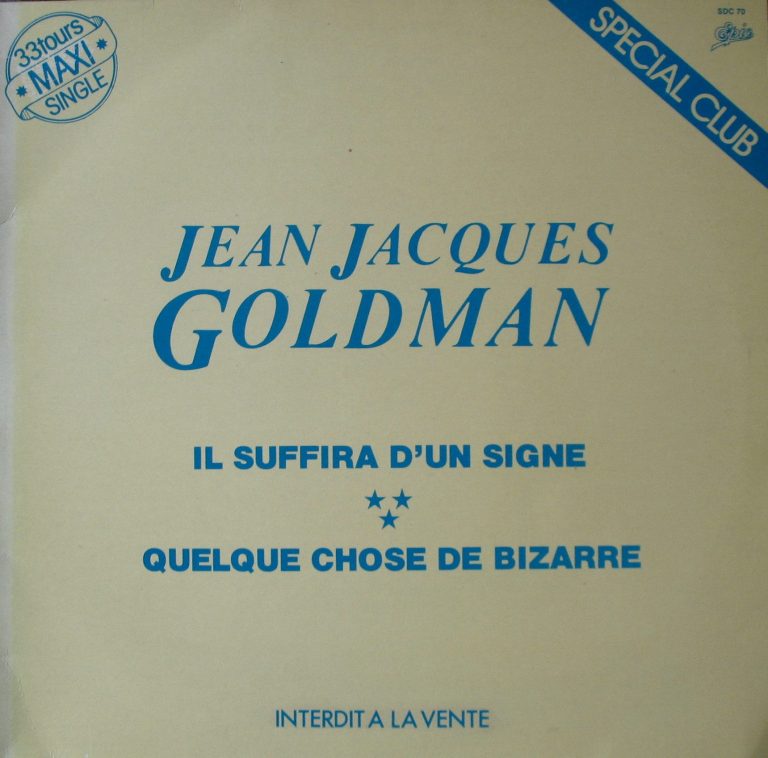 33tours
MAXI
SINGLE
SDC 70
Epic
SPECIAL CLUB
JEAN JACQUES
GOLDMAN
IL SUFFIRA D'UN SIGNE
QUELQUE CHOSE DE BIZARRE
INTERDIT A LA VENTE